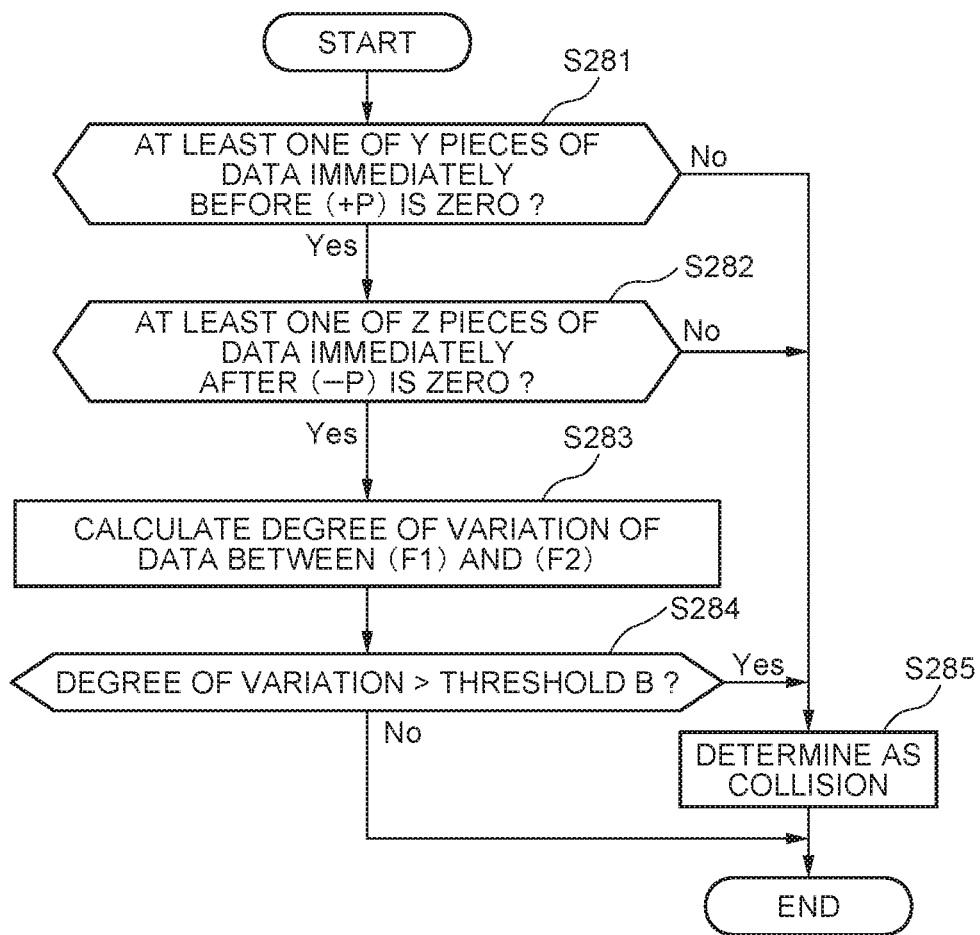 START
S281
AT LEAST ONE OF Y PIECES OF
DATA IMMEDIATELY
BEFORE (+P) IS ZERO ?
No
Yes
S282
AT LEAST ONE OF Z PIECES OF
DATA IMMEDIATELY
AFTER (—P) IS ZERO ?
No
Yes
S283
CALCULATE DEGREE OF VARIATION OF
DATA BETWEEN (F1) AND (F2)
S284
DEGREE OF VARIATION > THRESHOLD B ?
Yes
No
S285
DETERMINE AS
COLLISION
END